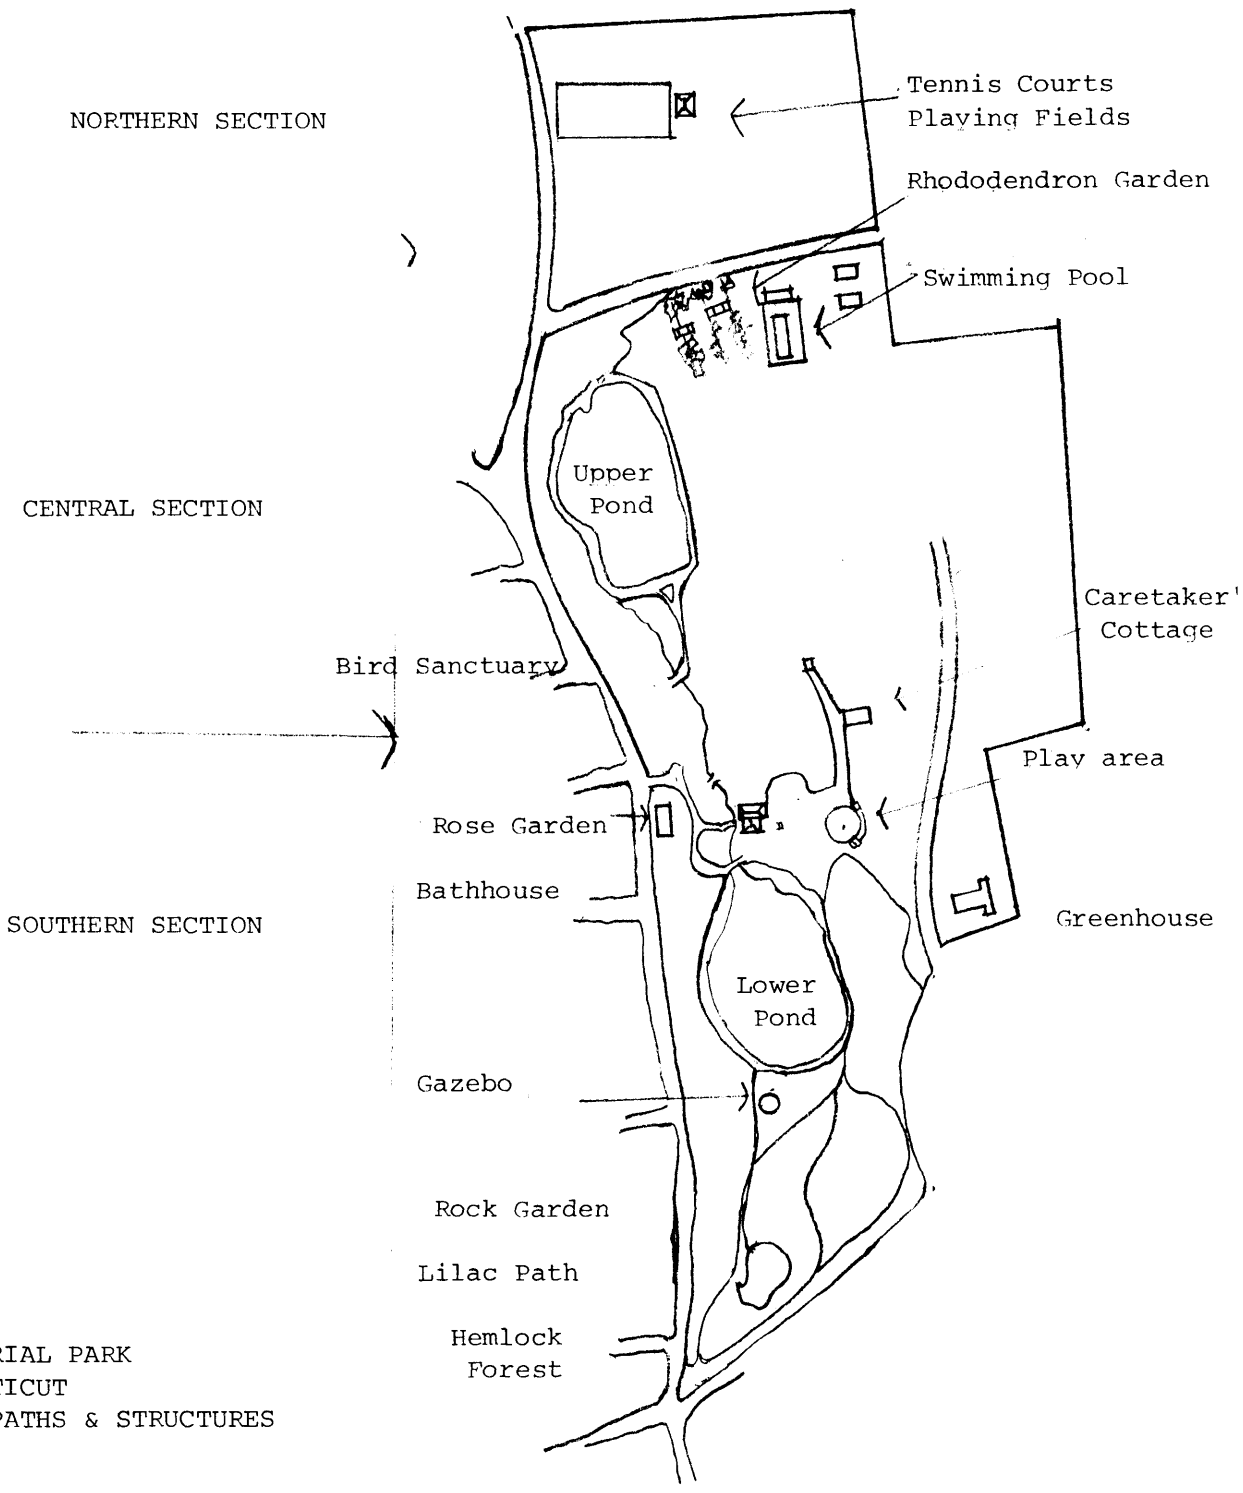 NORTHERN SECTION
Tennis Courts
Playing Fields
Rhododendron Garden
Swimming Pool
Upper
Pond
CENTRAL SECTION
Caretaker'
Cottage
Bird Sanctuary
Play area
Rose Garden
Bathhouse
SOUTHERN SECTION
Greenhouse
Lower
Pond
Gazebo
Rock Garden
Lilac Path
Hemlock
Forest
RIAL PARK
TICUT
PATHS & STRUCTURES